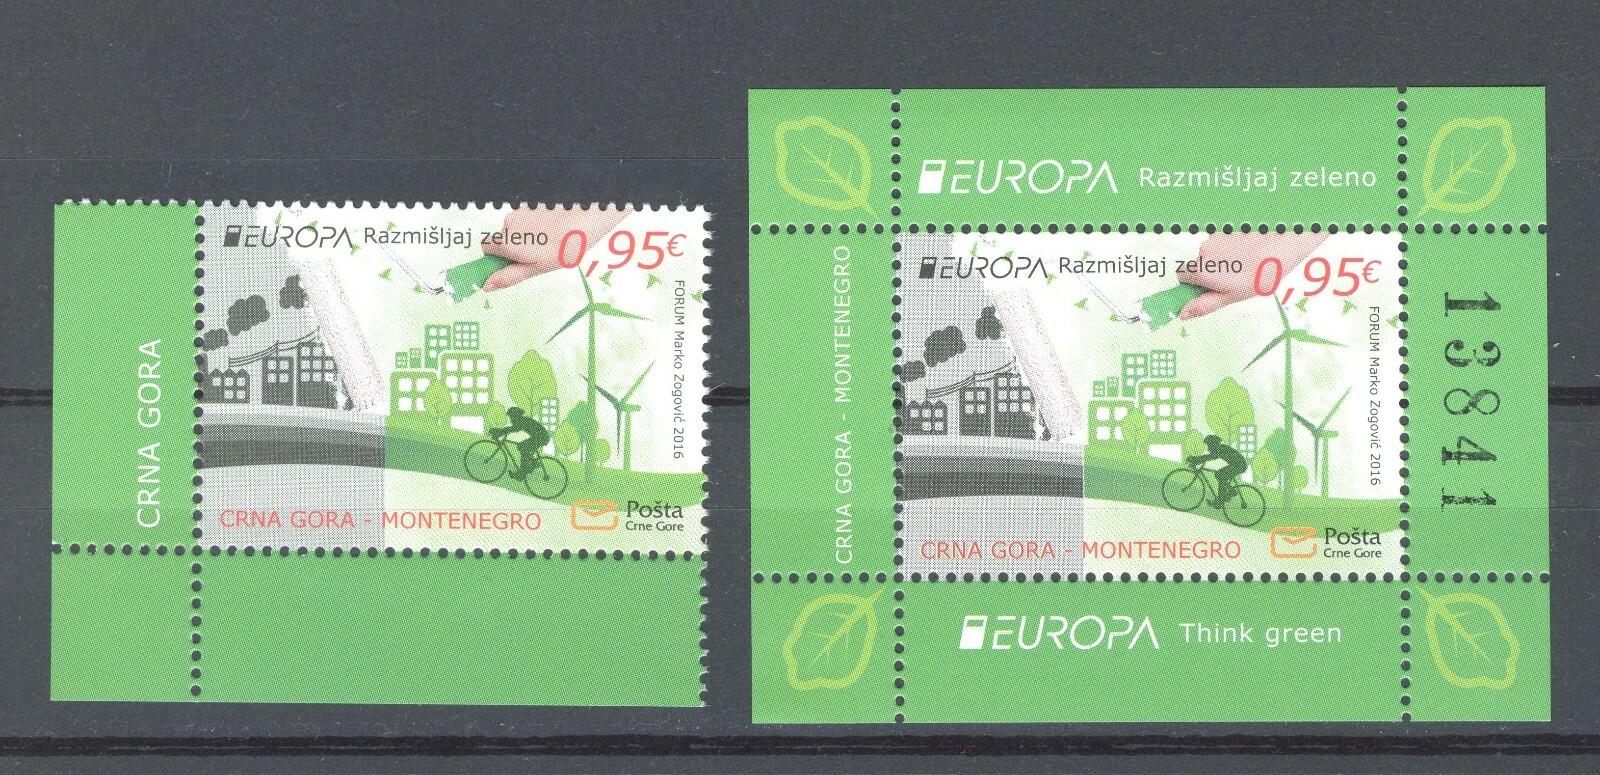 EUROPA Razmišljaj zeleno 0,95€
FORUM Marko Zogović 2016
CRNA GORA
CRNA GORA - MONTENEGRO
Pošta
Crne Gore
EUROPA Razmišljaj zeleno
CRNA GORA - MONTENEGRO
EUROPA Razmišljaj zeleno 0,95€
FORUM Marko Zogović 2016
CRNA GORA - MONTENEGRO
Pošta
Crne Gore
13841
EUROPA Think green